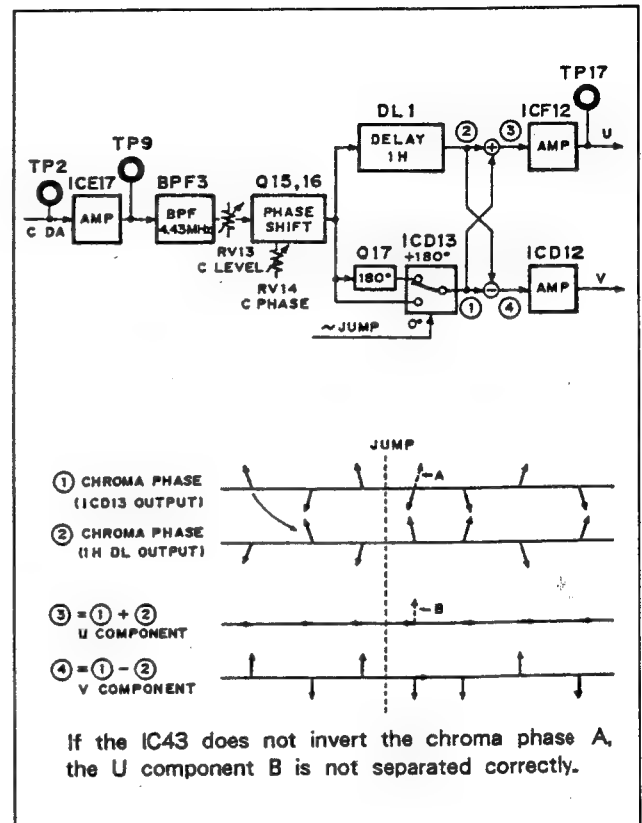 TP17
DL1
ICF12
DELAY
1H
②
③
AMP
U
TP9
TP2
ICE17
BPF3
Q15,16
AMP
BPF
4.43MHz
PHASE
SHIFT
C DA
RV13
C LEVEL
RV14
C PHASE
Q17
180°
ICD13
+180°
0°
~JUMP
①
④
ICD12
AMP
V
JUMP
① CHROMA PHASE
(ICD13 OUTPUT)
←A
② CHROMA PHASE
(1H DL OUTPUT)
③=①+②
U COMPONENT
←B
④=①-②
V COMPONENT
If the IC43 does not invert the chroma phase A,
the U component B is not separated correctly.